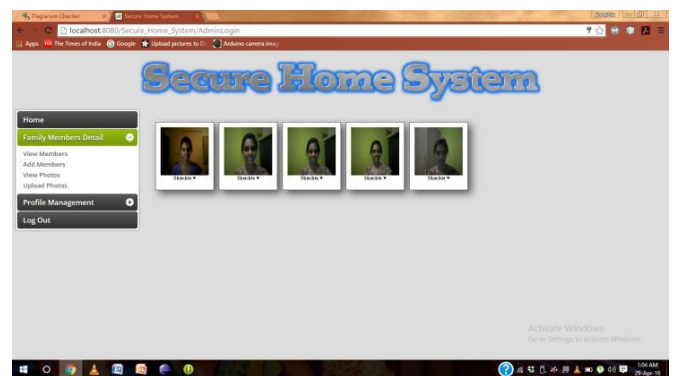 Plagiarism Checker
Secure Home System
localhost:8080/Secure_Home_System/AdminLogin
Apps The Times of India Google Upload pictures to Dr Arduino camera imag
Secure Home System
Home
Family Members Detail
View Members
Add Members
View Photos
Upload Photos
Profile Management
Log Out
Activate Windows
Go to Settings to activate Windows.
1:04 AM
29-Apr-16